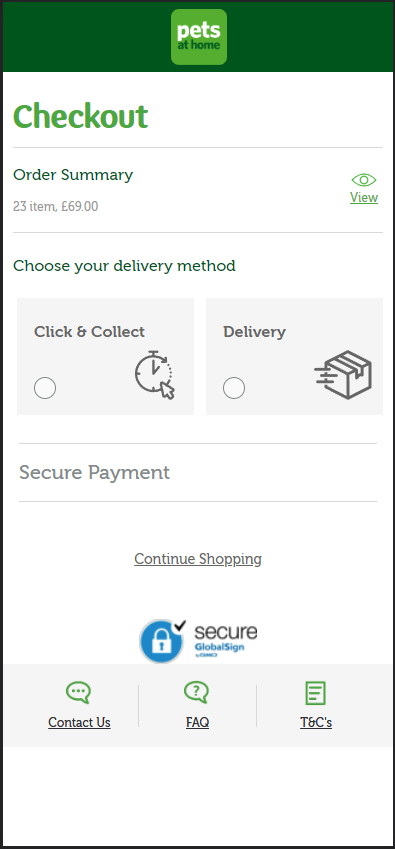 pets
at home
Checkout
Order Summary
View
23 item, £69.00
Choose your delivery method
Click & Collect
Delivery
Secure Payment
Continue Shopping
secure
GlobalSign
by GMO
?
Contact Us
FAQ
T&C's